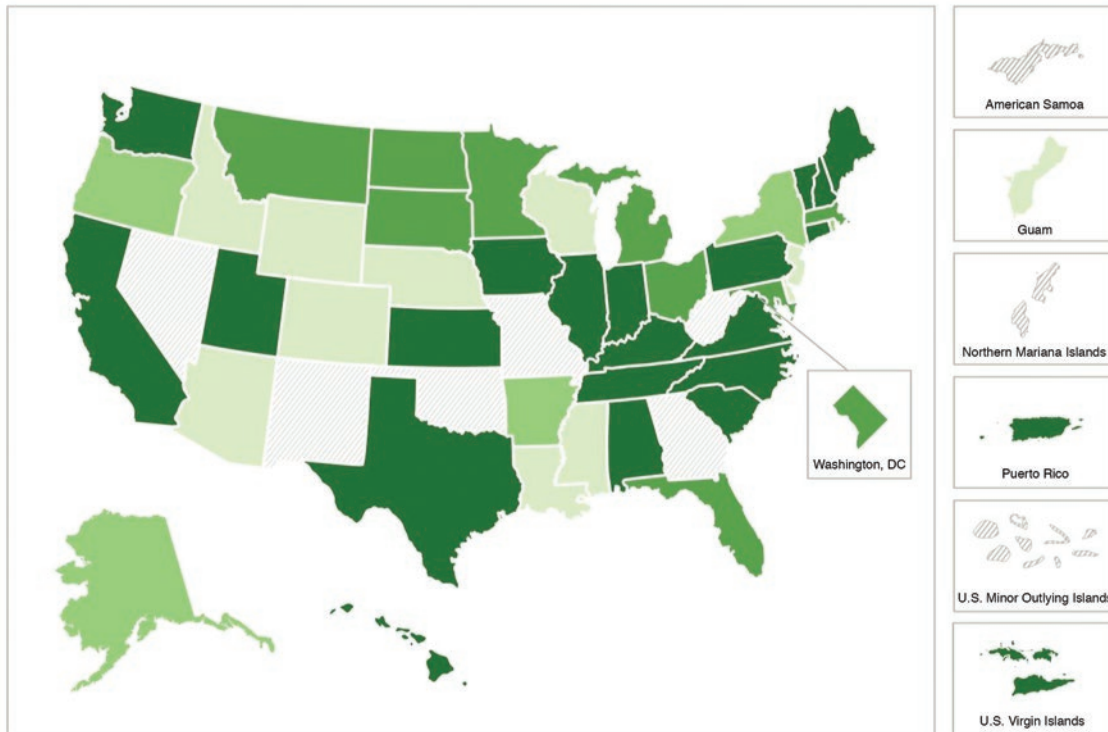 American Samoa
Guam
Northern Mariana Islands
Washington, DC
Puerto Rico
U.S. Minor Outlying Islands
U.S. Virgin Islands